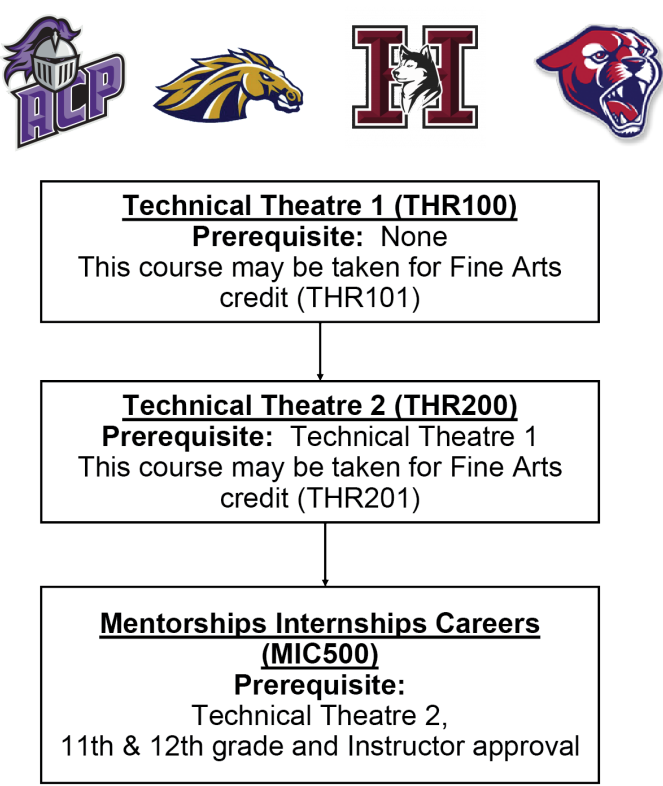 ACP
H
Technical Theatre 1 (THR100)
Prerequisite:  None
This course may be taken for Fine Arts
credit (THR101)
Technical Theatre 2 (THR200)
Prerequisite:  Technical Theatre 1
This course may be taken for Fine Arts
credit (THR201)
Mentorships Internships Careers
(MIC500)
Prerequisite:
Technical Theatre 2,
11th & 12th grade and Instructor approval